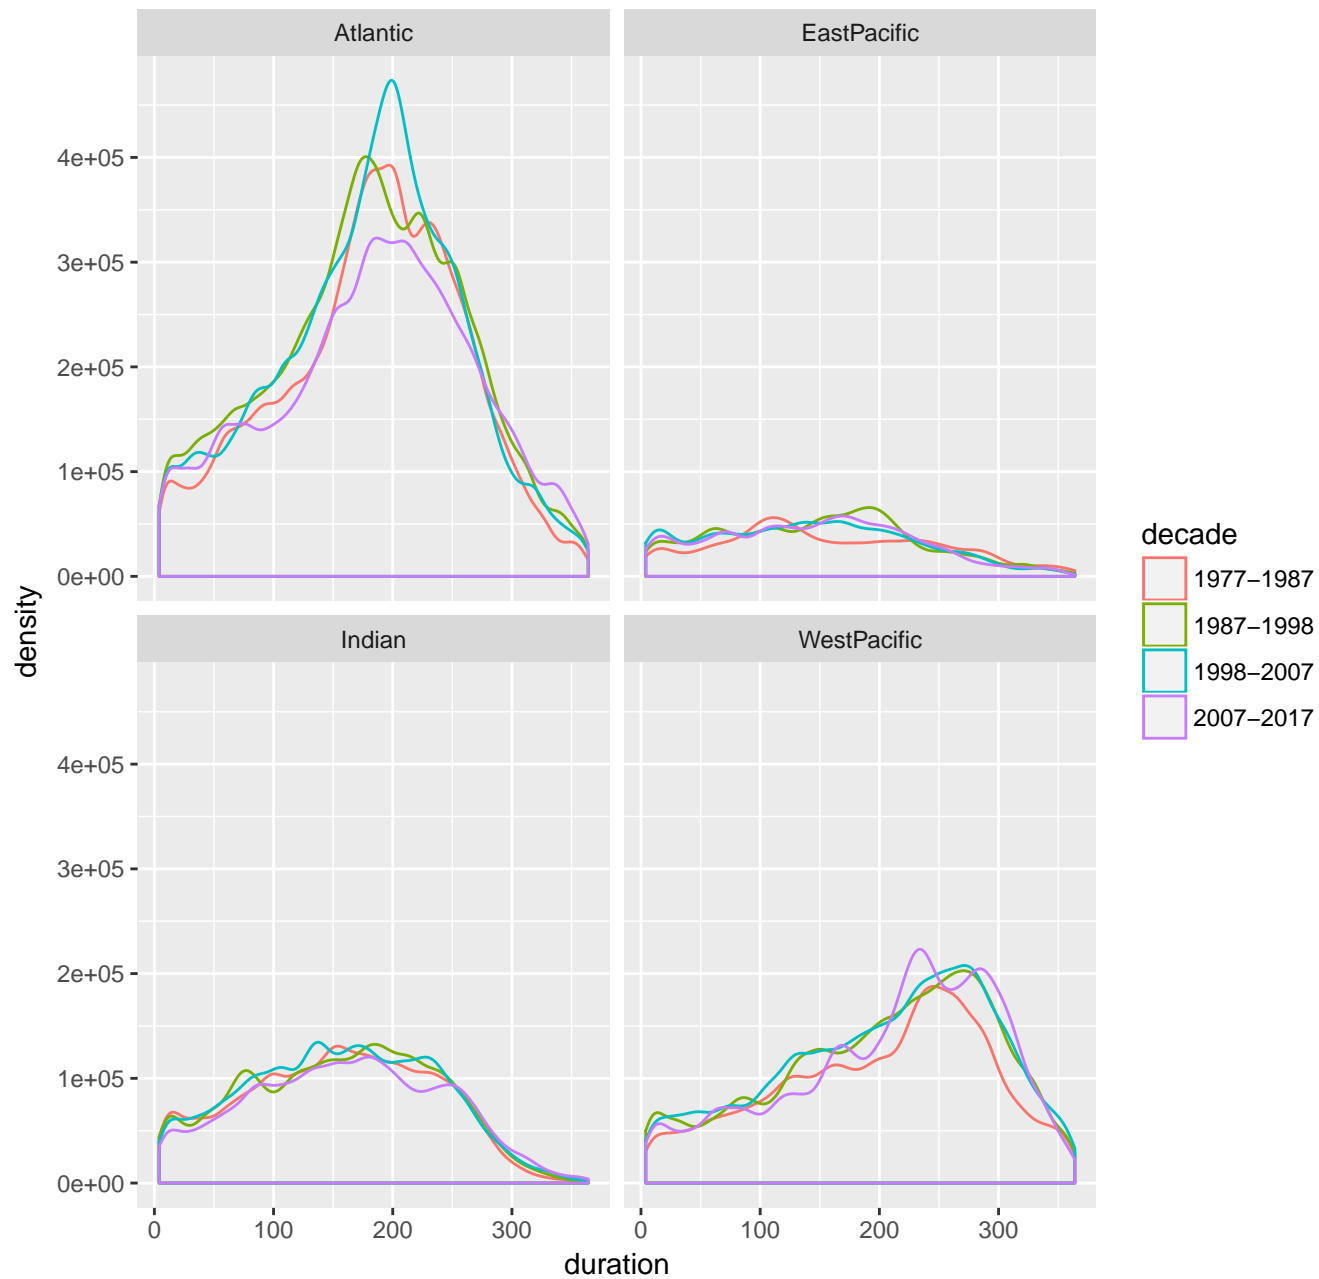 Atlantic
EastPacific
4e+05
3e+05
2e+05
1e+05
0e+00
Indian
WestPacific
4e+05
3e+05
2e+05
1e+05
0e+00
0 100 200 300
0 100 200 300
duration
density
decade
1977−1987
1987−1998
1998−2007
2007−2017